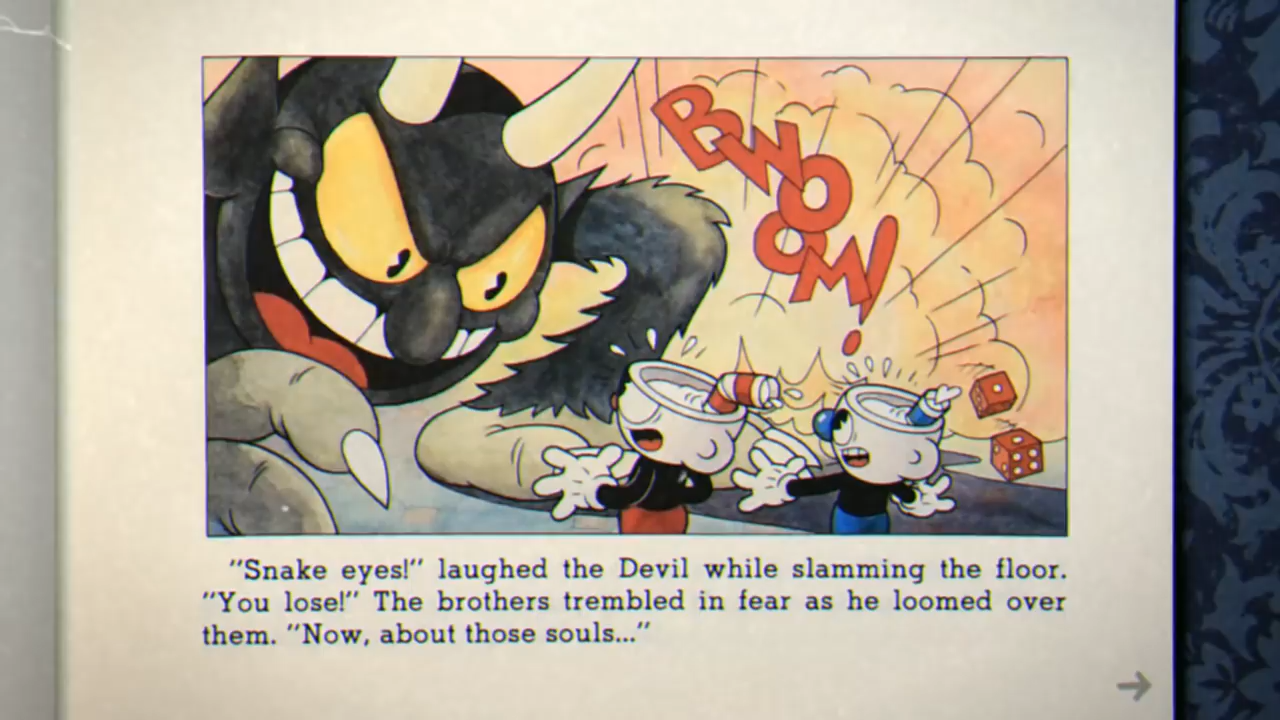 BWOOM!
"Snake eyes!" laughed the Devil while slamming the floor.
"You lose!" The brothers trembled in fear as he loomed over
them. "Now, about those souls..."